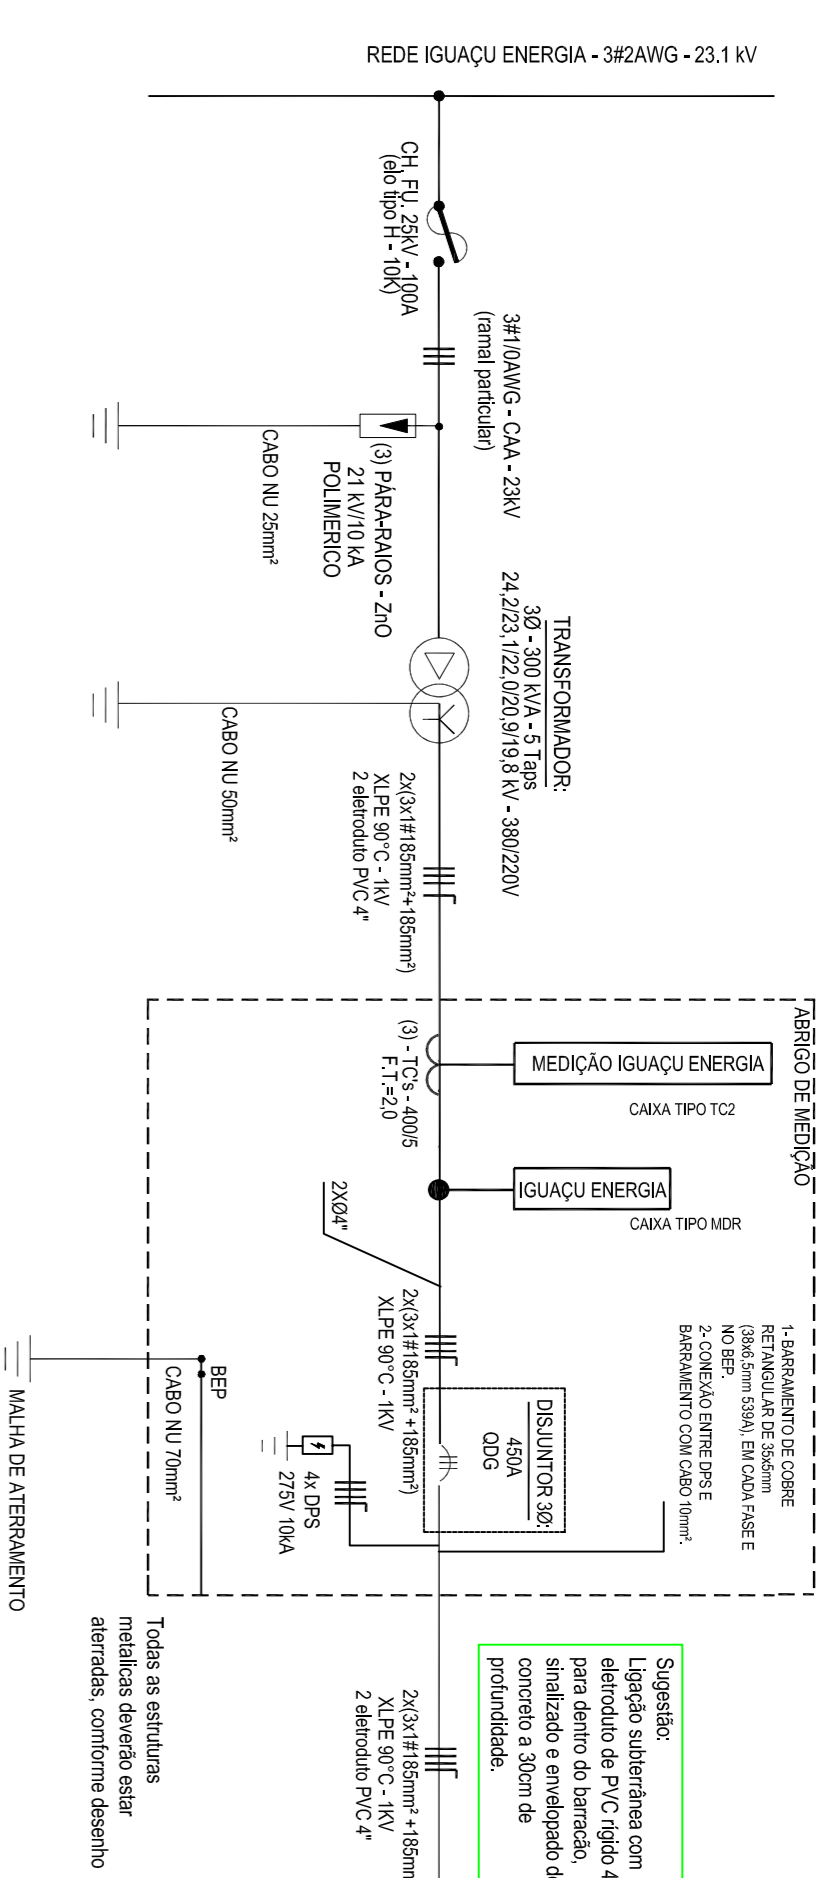 REDE IGUAÇU ENERGIA - 3#2AWG - 23.1 kV
CH. FU. 25kV - 100A
(elo tipo H - 10K)
3#1/0AWG - CAA - 23kV
(ramal particular)
(3) PÁRA-RAIOS - ZnO
21 kV/10 kA
POLIMERICO
CABO NU 25mm²
TRANSFORMADOR:
3Ø - 300 kVA - 5 Taps
24,2/23,1/22,0/20,9/19,8 kV - 380/220V
CABO NU 50mm²
2x(3x1#185mm²+185mm²)
XLPE 90°C - 1kV
2 eletroduto PVC 4"
ABRIGO DE MEDIÇÃO
MEDIÇÃO IGUAÇU ENERGIA
CAIXA TIPO TC2
(3) - TC's - 400/5
F.T.=2,0
IGUAÇU ENERGIA
CAIXA TIPO MDR
2XØ4"
2x(3x1#185mm² +185mm²)
XLPE 90°C - 1KV
1- BARRAMENTO DE COBRE
RETANGULAR DE 35x5mm
(38x6,5mm 539A), EM CADA FASE E
NO BEP.
2- CONEXÃO ENTRE DPS E
BARRAMENTO COM CABO 10mm².
DISJUNTOR 3Ø:
450A
QDG
4x DPS
275V 10kA
BEP
CABO NU 70mm²
MALHA DE ATERRAMENTO
Sugestão:
Ligação subterrânea com
eletroduto de PVC rígido 4
para dentro do barracão,
sinalizado e envelopado d
concreto a 30cm de
profundidade.
2x(3x1#185mm² +185mm
XLPE 90°C - 1KV
2 eletroduto PVC 4"
Todas as estruturas
metalicas deverão estar
aterradas, comforme desenho